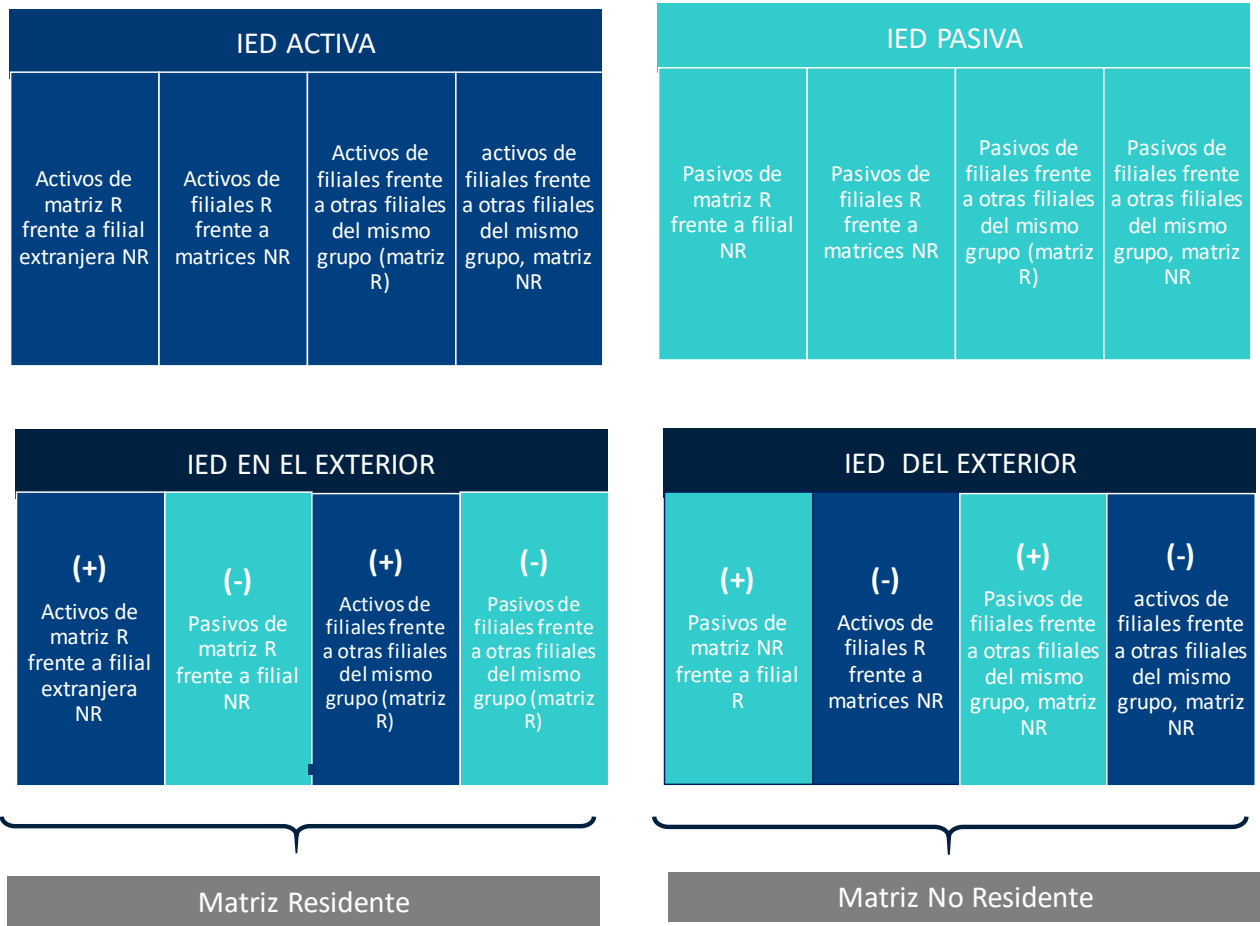 IED ACTIVA
Activos de
matriz R
frente a filial
extranjera NR
Activos de
filiales R
frente a
matrices NR
Activos de
filiales frente
a otras filiales
del mismo
grupo (matriz
R)
activos de
filiales frente
a otras filiales
del mismo
grupo, matriz
NR
IED PASIVA
Pasivos de
matriz R
frente a filial
NR
Pasivos de
filiales R
frente a
matrices NR
Pasivos de
filiales frente
a otras filiales
del mismo
grupo (matriz
R)
Pasivos de
filiales frente
a otras filiales
del mismo
grupo, matriz
NR
IED EN EL EXTERIOR
(+)
Activos de
matriz R
frente a filial
extranjera
NR
(-)
Pasivos de
matriz R
frente a filial
NR
(+)
Activos de
filiales frente
a otras filiales
del mismo
grupo (matriz
R)
(-)
Pasivos de
filiales frente
a otras filiales
del mismo
grupo (matriz
R)
Matriz Residente
IED DEL EXTERIOR
(+)
Pasivos de
matriz NR
frente a filial
R
(-)
Activos de
filiales R
frente a
matrices NR
(+)
Pasivos de
filiales frente
a otras filiales
del mismo
grupo, matriz
NR
(-)
activos de
filiales frente
a otras filiales
del mismo
grupo, matriz
NR
Matriz No Residente